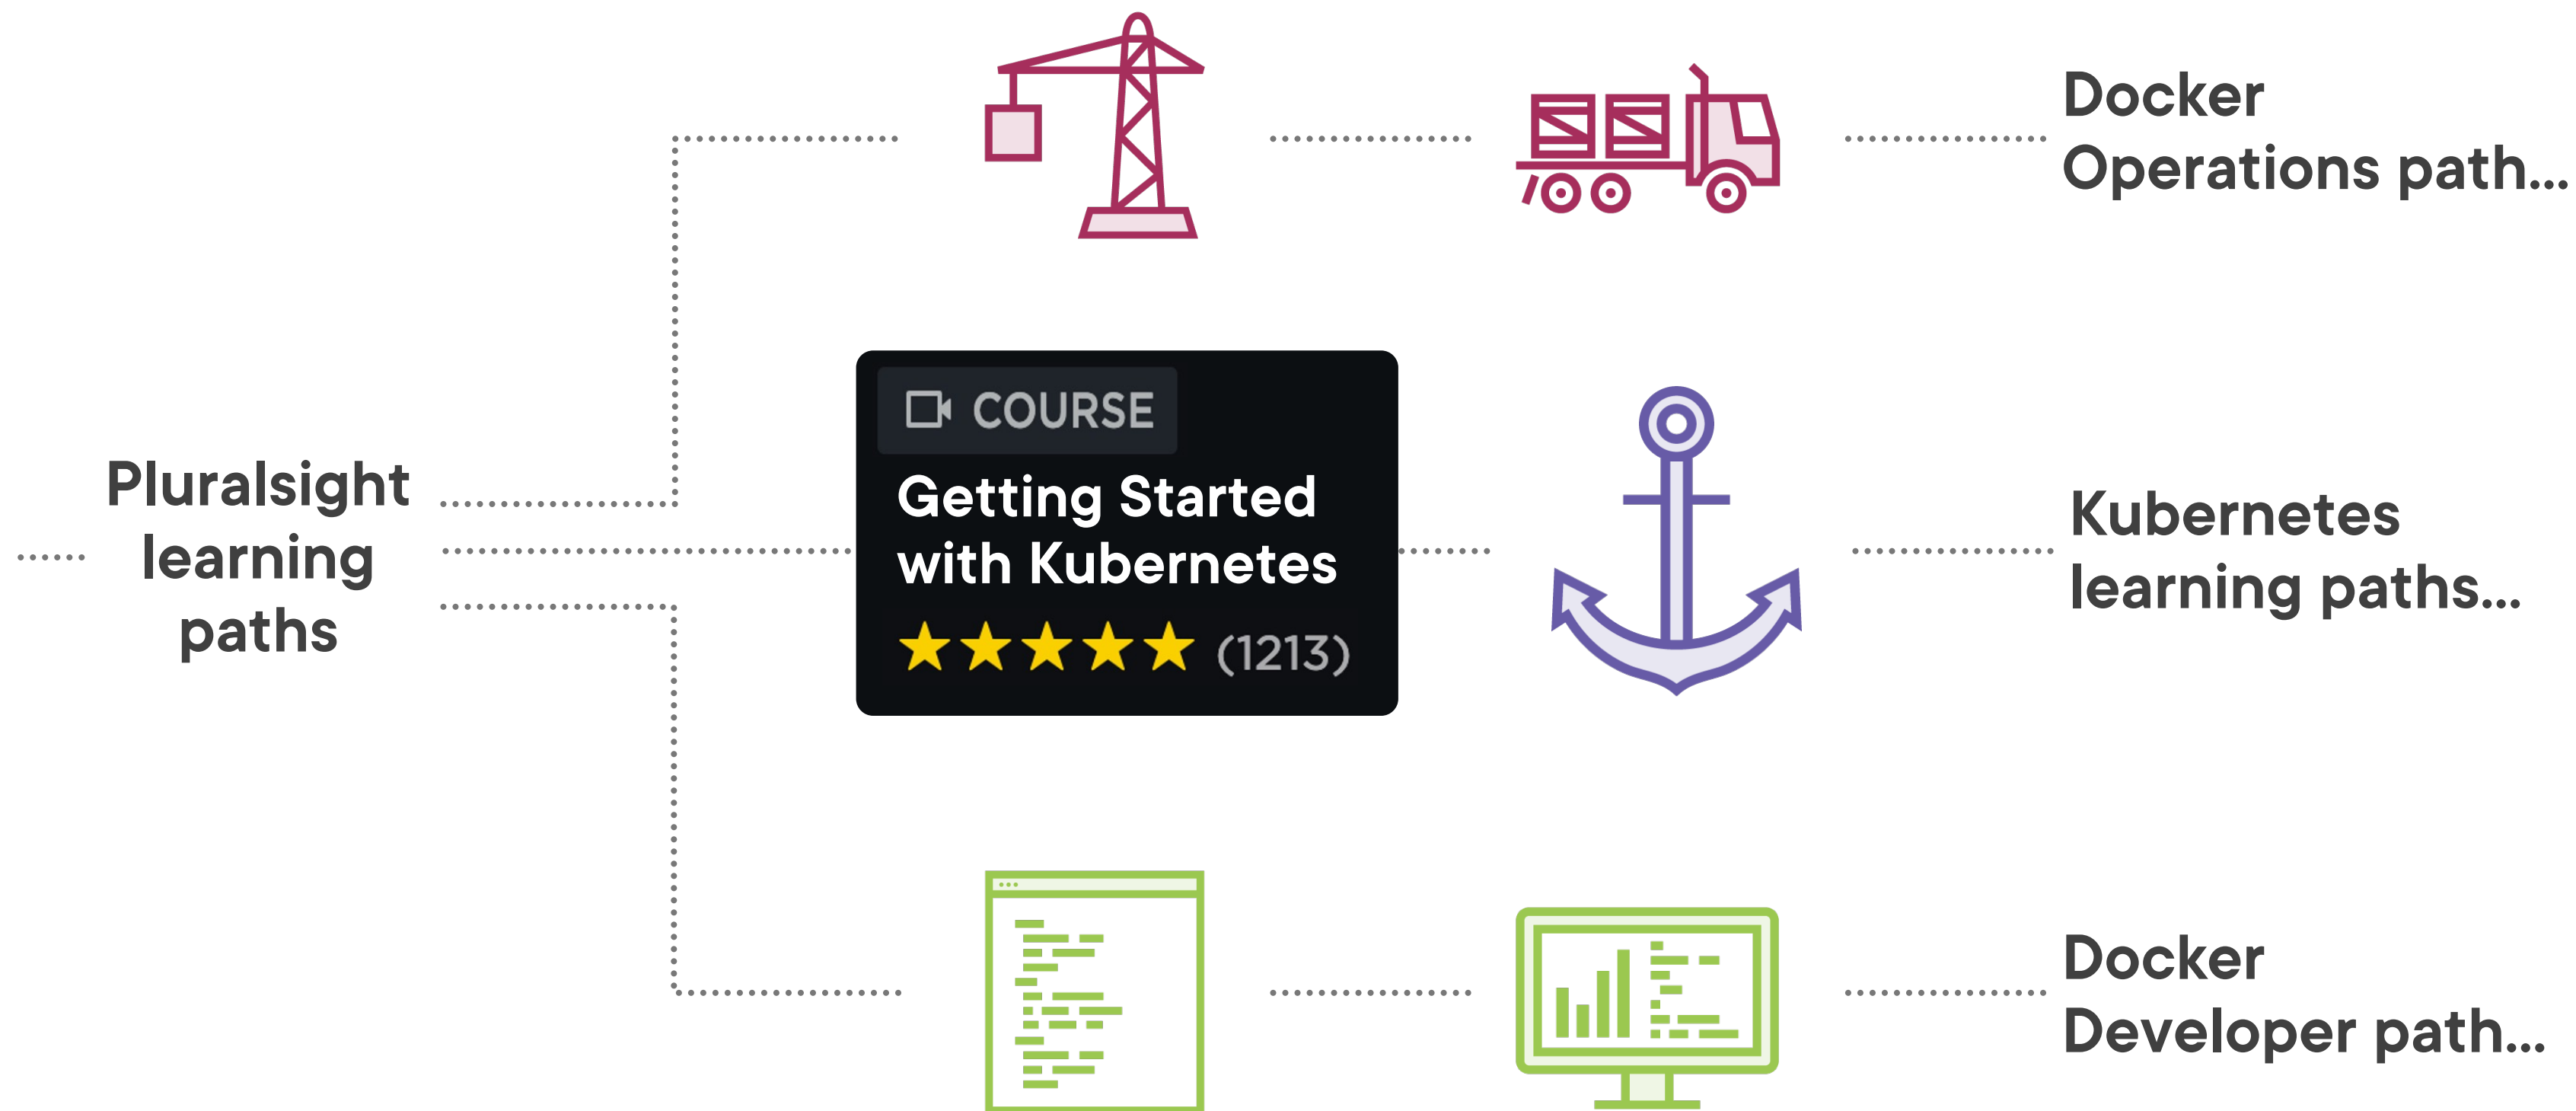 Pluralsight
learning
paths
Docker
Operations path...
COURSE
Getting Started
with Kubernetes
(1213)
Kubernetes
learning paths...
Docker
Developer path...